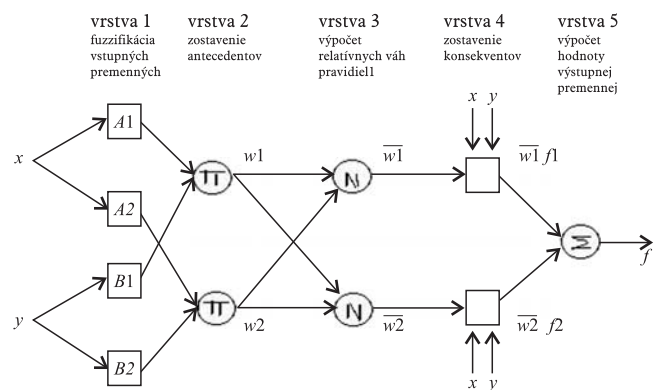 vrstva 1
fuzzifikácia
vstupných
premenných
vrstva 2
zostavenie
antecedentov
vrstva 3
výpočet
relatívnych váh
pravidiel1
vrstva 4
zostavenie
konsekventov
vrstva 5
výpočet
hodnoty
výstupnej
premennej
x y
A1
x
w1
w̅1̅
w̅1̅ f1
Π
N
A2
Σ
f
B1
y
Π
N
w2
w̅2̅
w̅2̅ f2
B2
x y